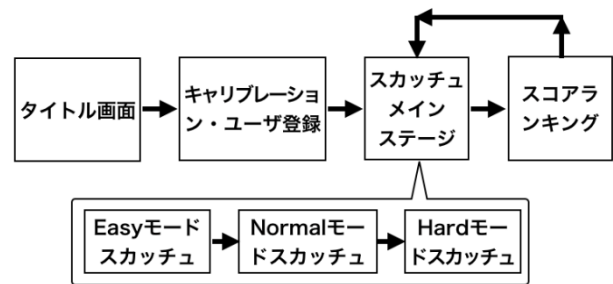 タイトル画面
キャリブレーショ
ン・ユーザ登録
スカッチュ
メイン
ステージ
スコアラ
ンキング
Easyモード
スカッチュ
Normalモー
ドスカッチュ
Hardモー
ドスカッチュ